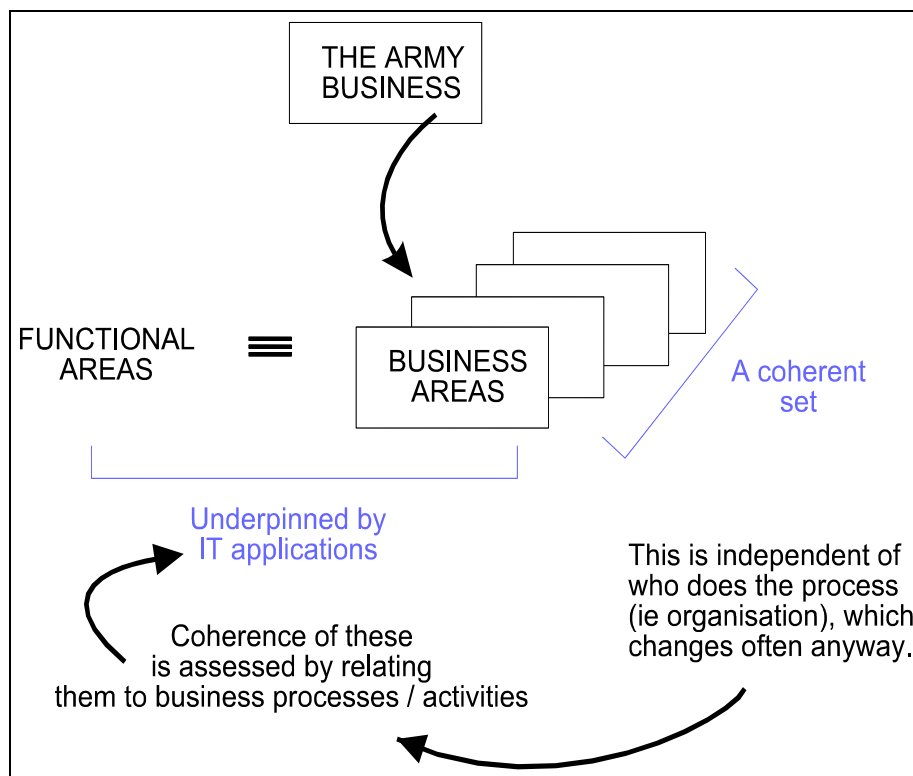 THE ARMY
BUSINESS
FUNCTIONAL
AREAS
≡
BUSINESS
AREAS
A coherent
set
Underpinned by
IT applications
This is independent of
who does the process
(ie organisation), which
changes often anyway.
Coherence of these
is assessed by relating
them to business processes / activities